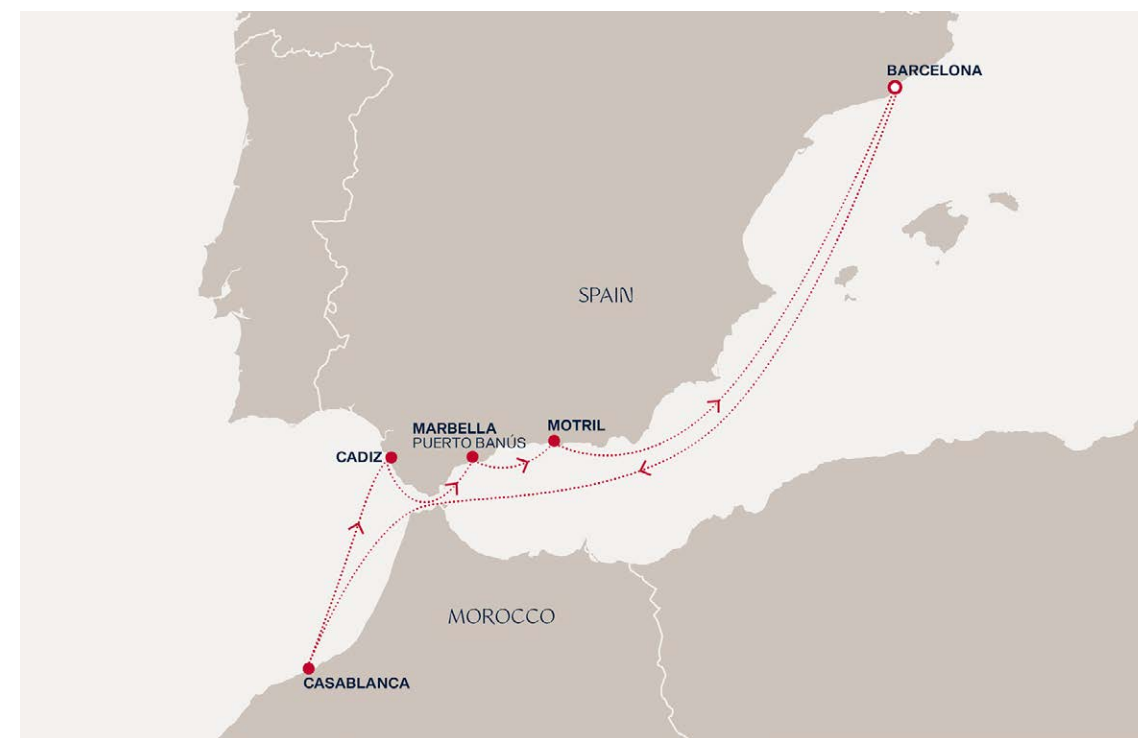 BARCELONA
SPAIN
MOTRIL
MARBELLA
PUERTO BANÚS
CADIZ
MOROCCO
CASABLANCA